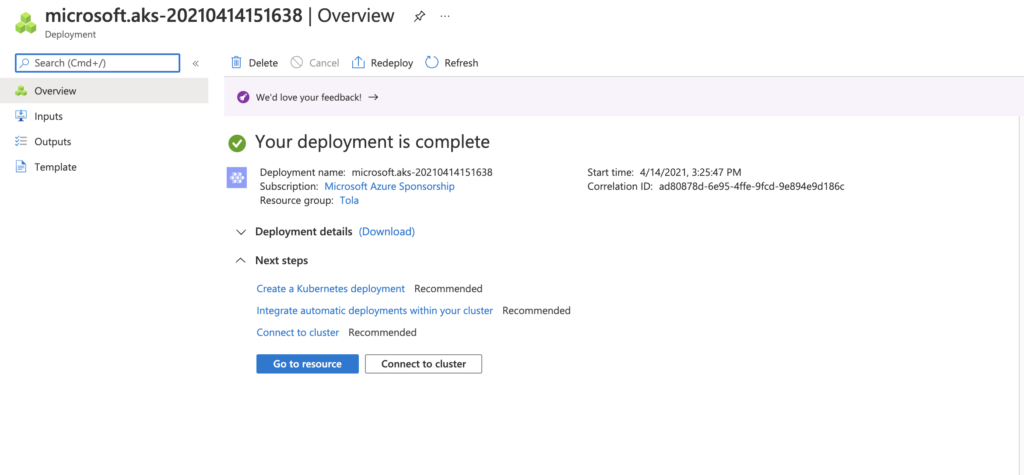 microsoft.aks-20210414151638 | Overview
Deployment
Search (Cmd+/)
Overview
Inputs
Outputs
Template
Delete Cancel Redeploy Refresh
We'd love your feedback! →
Your deployment is complete
Deployment name: microsoft.aks-20210414151638 Start time: 4/14/2021, 3:25:47 PM
Subscription: Microsoft Azure Sponsorship Correlation ID: ad80878d-6e95-4ffe-9fcd-9e894e9d186c
Resource group: Tola
Deployment details (Download)
Next steps
Create a Kubernetes deployment Recommended
Integrate automatic deployments within your cluster Recommended
Connect to cluster Recommended
Go to resource Connect to cluster